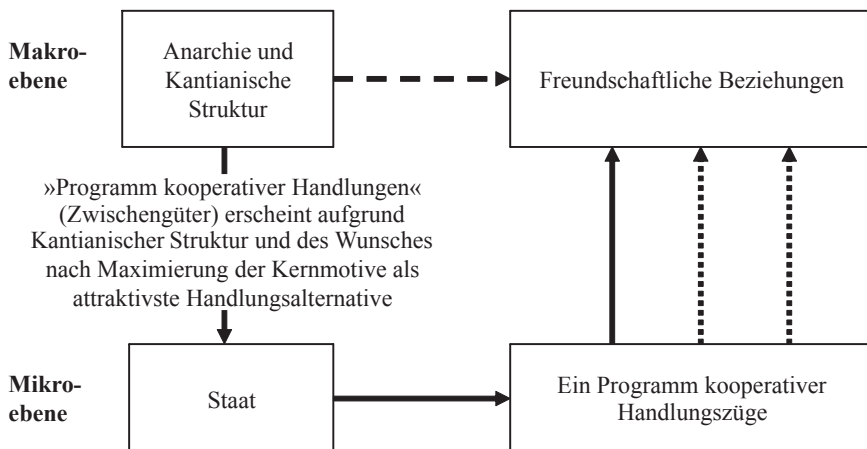 Makro-
ebene
Anarchie und
Kantianische
Struktur
Freundschaftliche Beziehungen
»Programm kooperativer Handlungen«
(Zwischengüter) erscheint aufgrund
Kantianischer Struktur und des Wunsches
nach Maximierung der Kernmotive als
attraktivste Handlungsalternative
Mikro-
ebene
Staat
Ein Programm kooperativer
Handlungszüge